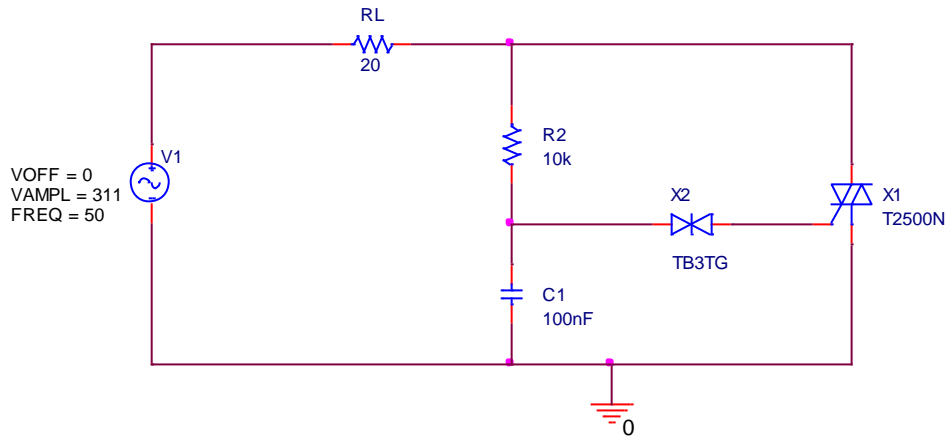 RL
20
V1
VOFF = 0
VAMPL = 311
FREQ = 50
R2
10k
X2
TB3TG
X1
T2500N
C1
100nF
0